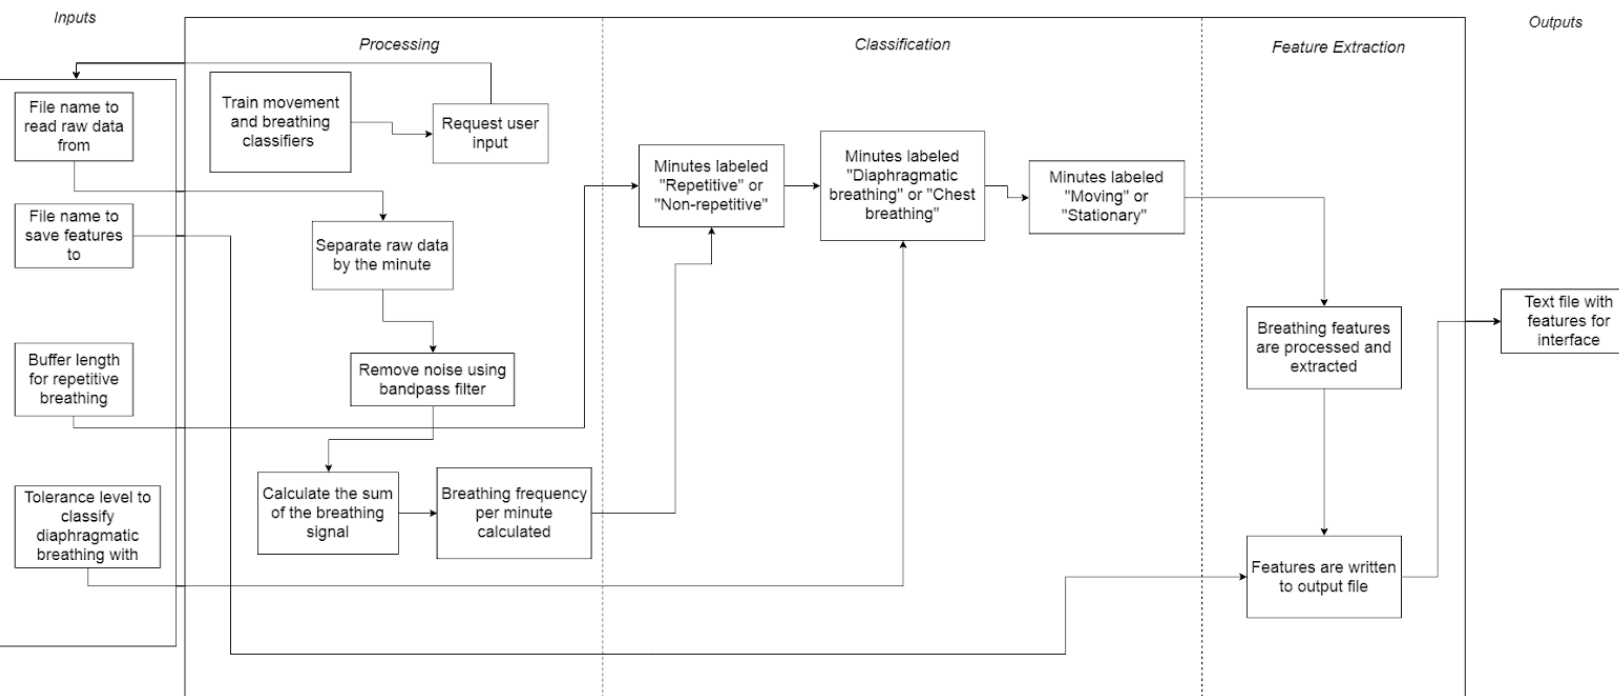 Inputs
Processing
Classification
Feature Extraction
Outputs
File name to
read raw data
from
File name to
save features
to
Buffer length
for repetitive
breathing
Tolerance level to
classify
diaphragmatic
breathing with
Train movement
and breathing
classifiers
Request user
input
Separate raw data
by the minute
Remove noise using
bandpass filter
Calculate the sum
of the breathing
signal
Breathing frequency
per minute
calculated
Minutes labeled
"Repetitive" or
"Non-repetitive"
Minutes labeled
"Diaphragmatic
breathing" or "Chest
breathing"
Minutes labeled
"Moving" or
"Stationary"
Breathing features
are processed and
extracted
Features are written
to output file
Text file with
features for
interface